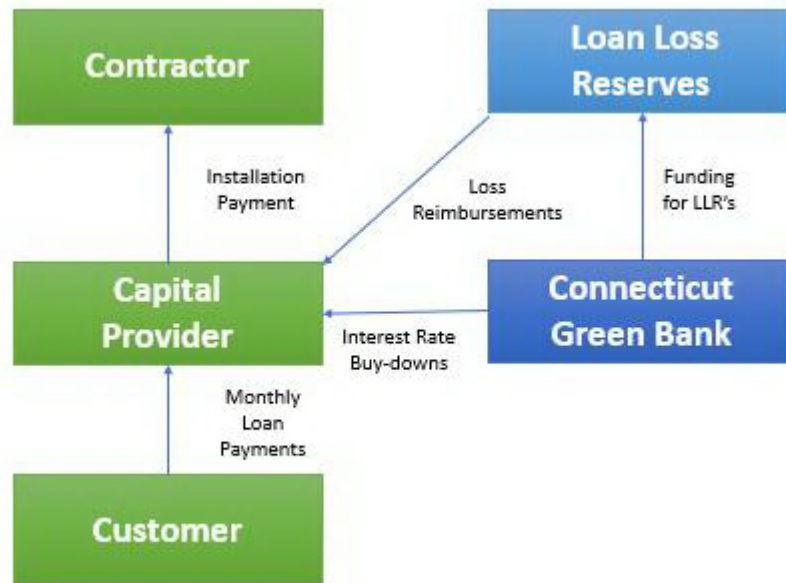 Contractor
Loan Loss
Reserves
Installation
Payment
Loss
Reimbursements
Funding
for LLR's
Capital
Provider
Connecticut
Green Bank
Interest Rate
Buy-downs
Monthly
Loan
Payments
Customer